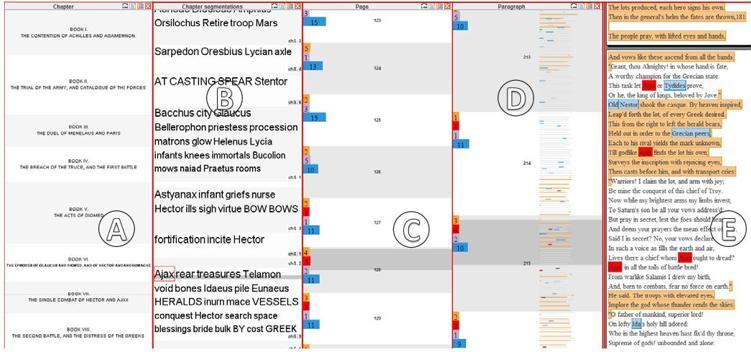 Chapter
BOOK I.
THE CONTENTION OF ACHILLES AND AGAMEMNON.
BOOK II.
THE TRIAL OF THE ARMY, AND CATALOGUE OF THE FORCES
BOOK III.
THE DUEL OF MENELAUS AND PARIS
BOOK IV.
THE BREACH OF THE TRUCE, AND THE FIRST BATTLE
BOOK V.
THE ACTS OF DIOMED
A
BOOK VI
BOOK VII
THE SINGLE COMBAT OF HECTOR AND AJAX
BOOK VIII.
THE SECOND BATTLE, AND THE DISTRESS OF THE GREEKS
Chapter segmentations
Orsilochus Retire troop Mars
Sarpedon Oresbius Lycian axle
AT CASTING SPEAR Stentor
B
Bacchus city Glaucus
Bellerophon priestess procession
matrons glow Helenus Lycia
infants knees immortals Bucolion
mows naiad Praetus rooms
Astyanax infant griefs nurse
Hector ills sigh virtue BOW BOWS
fortification incite Hector
Ajax rear treasures Telamon
void bones Idaeus pile Eunaeus
HERALDS inurn mace VESSELS
conquest Hector search space
blessings bride bulk BY cost GREEK
Page
15
123
13
124
15
125
10
126
11
127
C
11
128
11
129
Paragraph
10
213
D
11
10
215
The lots produced, each hero signs his own.
Then in the general's helm the fates are thrown,181
The people pray, with lifted eyes and hands,
And vows like these ascend from all the bands.
"Grant, thou Almighty! in whose hand is fate,
A worthy champion for the Grecian state.
This task let Ajax or Tydides prove,
Or he, the king of kings, beloved by Jove."
Old Nestor shook the casque. By heaven inspired,
Leap'd forth the lot, of every Greek desired.
This from the right to left the herald bears,
Held out in order to the Grecian peers;
Each to his rival yields the mark unknown,
Till godlike Ajax finds the lot his own;
Surveys the inscription with rejoicing eyes,
Then casts before him, and with transport cries:
"Warriors! I claim the lot, and arm with joy;
Be mine the conquest of this chief of Troy.
Now while my brightest arms my limbs invest,
To Saturn's son be all your vows address'd:
But pray in secret, lest the foes should hear,
And deem your prayers the mean effect of
E
Said I in secret? No, your vows declare
In such a voice as fills the earth and air,
Lives there a chief whom Ajax ought to dread?
Ajax in all the toils of battle bred!
From warlike Salamis I drew my birth,
And, born to combats, fear no force on earth."
He said. The troops with elevated eyes,
Implore the god whose thunder rends the skies:
"O father of mankind, superior lord!
On lofty Ida's holy hill adored:
Who in the highest heaven hast fix'd thy throne,
Supreme of gods! unbounded and alone: